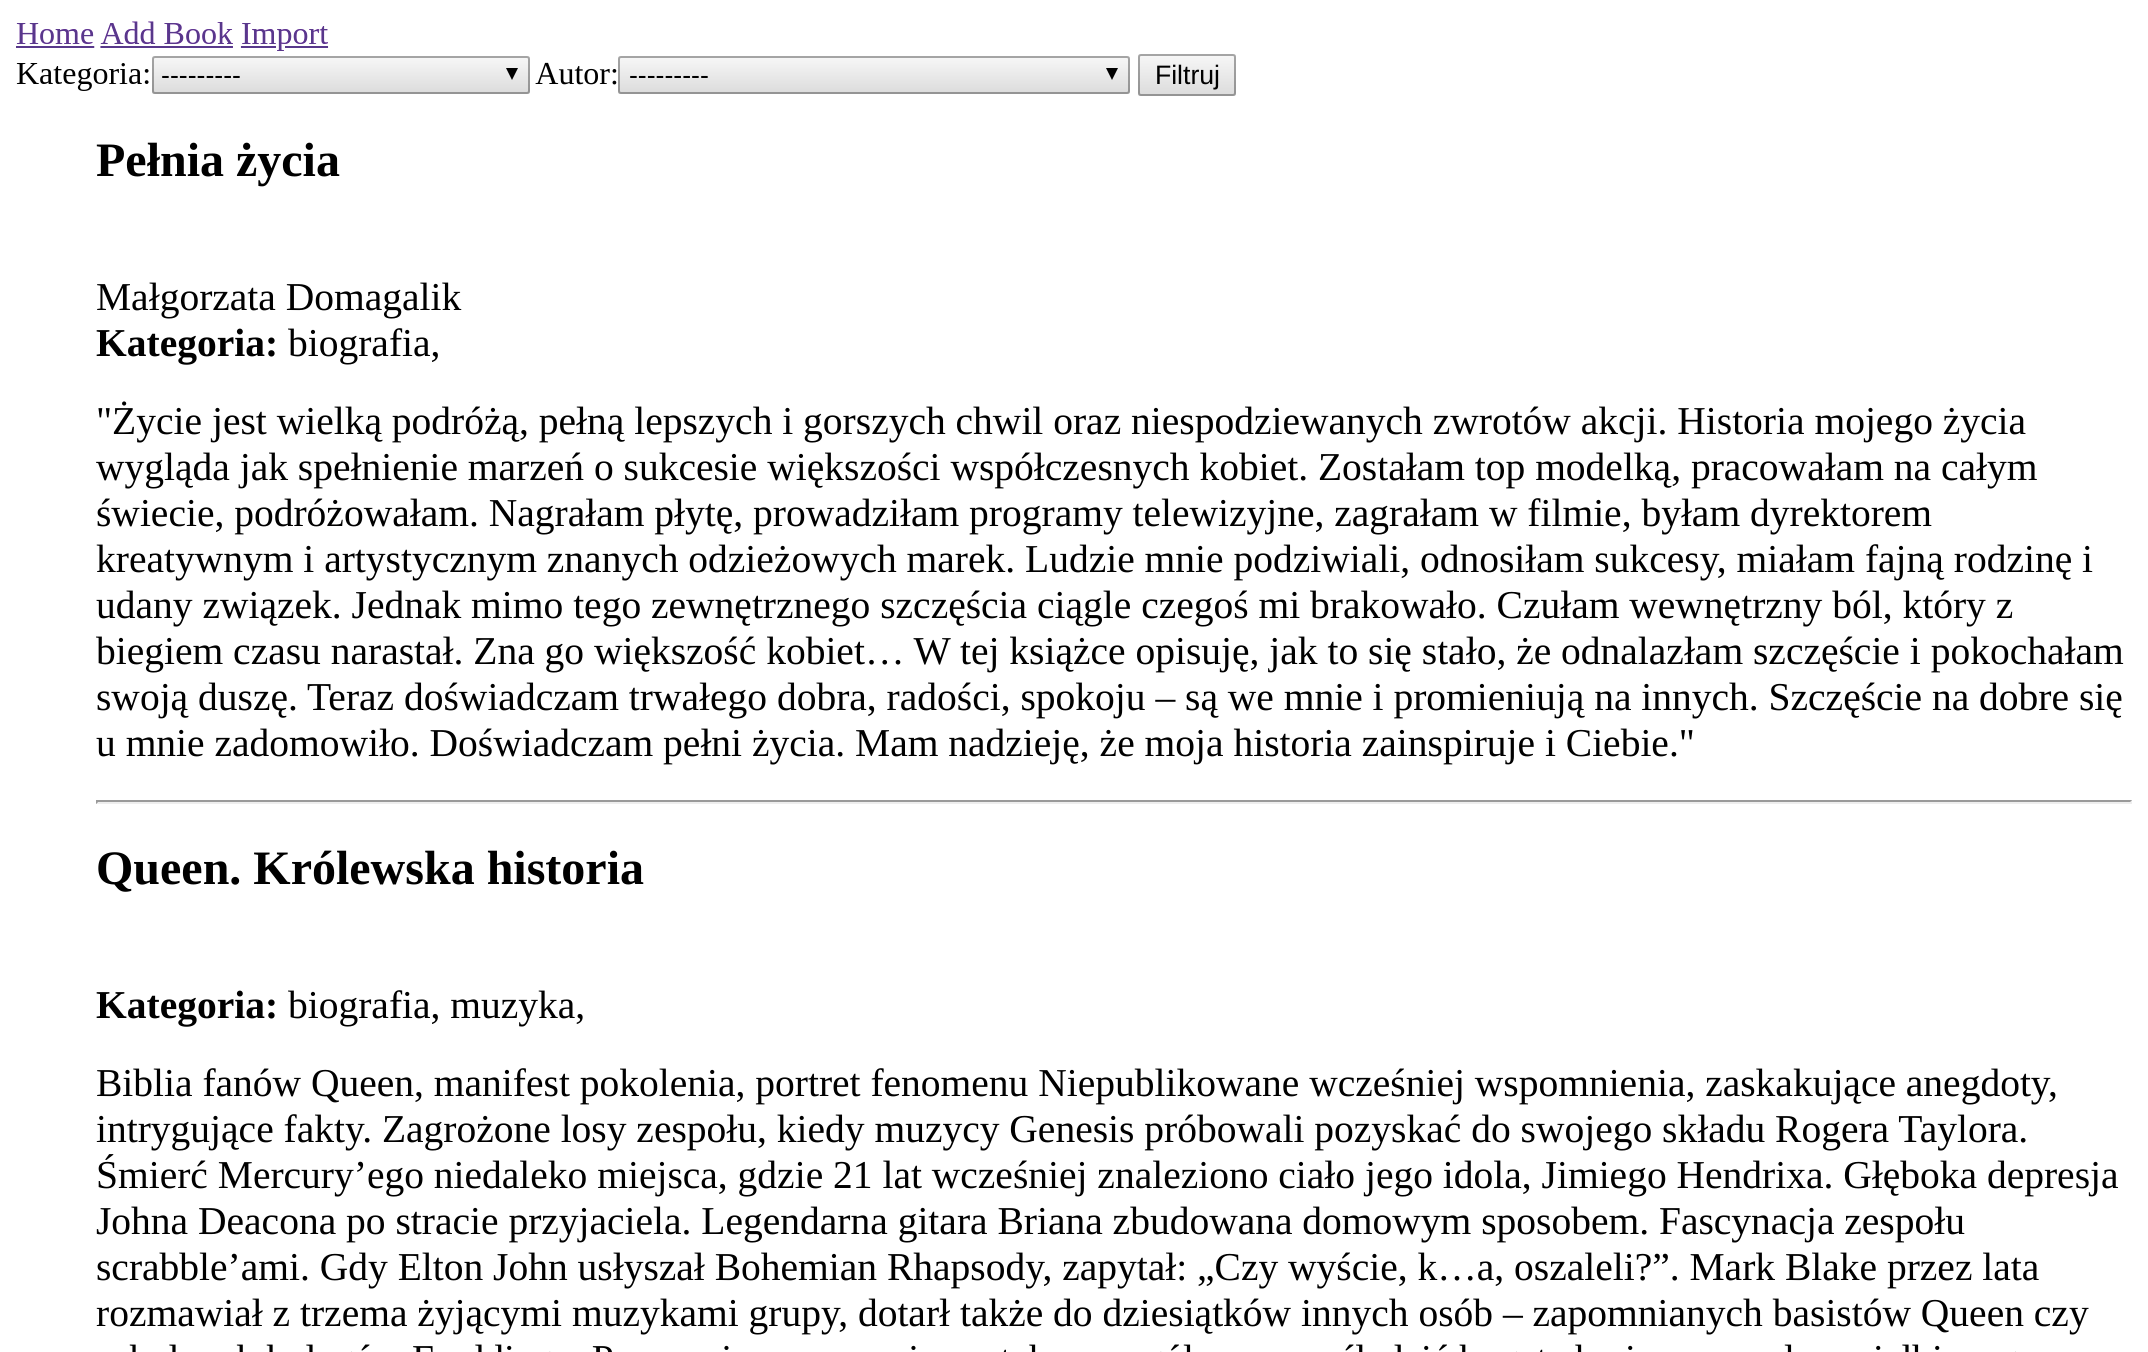 Home Add Book Import
Kategoria: --------- Autor: --------- Filtruj
Pełnia życia
Małgorzata Domagalik
Kategoria: biografia,
"Życie jest wielką podróżą, pełną lepszych i gorszych chwil oraz niespodziewanych zwrotów akcji. Historia mojego życia
wygląda jak spełnienie marzeń o sukcesie większości współczesnych kobiet. Zostałam top modelką, pracowałam na całym
świecie, podróżowałam. Nagrałam płytę, prowadziłam programy telewizyjne, zagrałam w filmie, byłam dyrektorem
kreatywnym i artystycznym znanych odzieżowych marek. Ludzie mnie podziwiali, odnosiłam sukcesy, miałam fajną rodzinę i
udany związek. Jednak mimo tego zewnętrznego szczęścia ciągle czegoś mi brakowało. Czułam wewnętrzny ból, który z
biegiem czasu narastał. Zna go większość kobiet… W tej książce opisuję, jak to się stało, że odnalazłam szczęście i pokochałam
swoją duszę. Teraz doświadczam trwałego dobra, radości, spokoju – są we mnie i promieniują na innych. Szczęście na dobre się
u mnie zadomowiło. Doświadczam pełni życia. Mam nadzieję, że moja historia zainspiruje i Ciebie."
Queen. Królewska historia
Kategoria: biografia, muzyka,
Biblia fanów Queen, manifest pokolenia, portret fenomenu Niepublikowane wcześniej wspomnienia, zaskakujące anegdoty,
intrygujące fakty. Zagrożone losy zespołu, kiedy muzycy Genesis próbowali pozyskać do swojego składu Rogera Taylora.
Śmierć Mercury’ego niedaleko miejsca, gdzie 21 lat wcześniej znaleziono ciało jego idola, Jimiego Hendrixa. Głęboka depresja
Johna Deacona po stracie przyjaciela. Legendarna gitara Briana zbudowana domowym sposobem. Fascynacja zespołu
scrabble’ami. Gdy Elton John usłyszał Bohemian Rhapsody, zapytał: „Czy wyście, k…a, oszaleli?”. Mark Blake przez lata
rozmawiał z trzema żyjącymi muzykami grupy, dotarł także do dziesiątków innych osób – zapomnianych basistów Queen czy